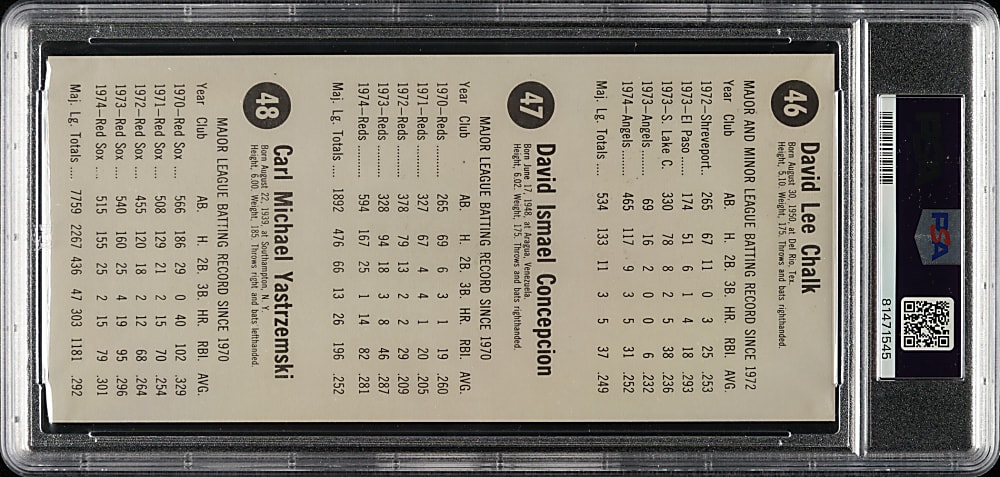 46 David Lee Chalk
Born August 30, 1950 at Del Rio, Tex.
Height, 5.10. Weight, 175. Throws and bats righthanded.
MAJOR AND MINOR LEAGUE BATTING RECORD SINCE 1972
Year Club AB. H. 2B. 3B. HR. RBI. AVG.
1972—Shreveport.. 265 67 11 0 3 25 .253
1973—El Paso ..... 174 51 6 1 4 18 .293
1973—S. Lake C. 330 78 8 2 5 38 .236
1973—Angels....... 69 16 2 0 0 6 .232
1974—Angels....... 465 117 9 3 5 31 .252
Maj. Lg. Totals .... 534 133 11 3 5 37 .249
47 David Ismael Concepcion
Born June 17, 1948, at Aragua, Venezuela.
Height, 6.02. Weight, 175. Throws and bats righthanded.
MAJOR LEAGUE BATTING RECORD SINCE 1970
Year Club AB. H. 2B. 3B. HR. RBI. AVG.
1970—Reds.......... 265 69 6 3 1 19 .260
1971—Reds.......... 327 67 4 4 1 20 .205
1972—Reds.......... 378 79 13 2 2 29 .209
1973—Reds.......... 328 94 18 3 8 46 .287
1974—Reds.......... 594 167 25 1 14 82 .281
Maj. Lg. Totals .... 1892 476 66 13 26 196 .252
48 Carl Michael Yastrzemski
Born August 22, 1939, at Southampton, N. Y.
Height, 6.00. Weight, 185. Throws right and bats lefthanded.
MAJOR LEAGUE BATTING RECORD SINCE 1970
Year Club AB. H. 2B. 3B. HR. RBI. AVG.
1970—Red Sox .... 566 186 29 0 40 102 .329
1971—Red Sox .... 508 129 21 2 15 70 .254
1972—Red Sox .... 455 120 18 2 12 68 .264
1973—Red Sox .... 540 160 25 4 19 95 .296
1974—Red Sox .... 515 155 25 2 15 79 .301
Maj. Lg. Totals .... 7759 2267 436 47 303 1181 .292
PSA
PSA
81471545